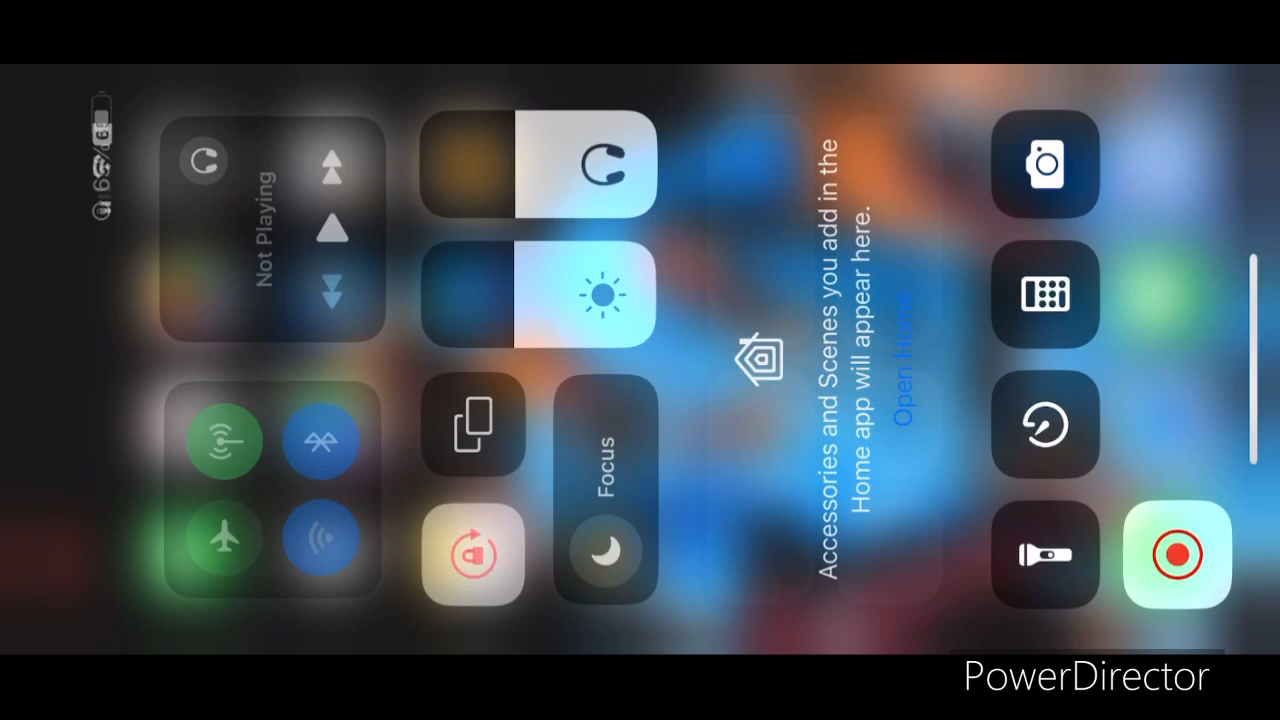 Not Playing
Focus
Accessories and Scenes you add in the
Home app will appear here.
Open Home
PowerDirector